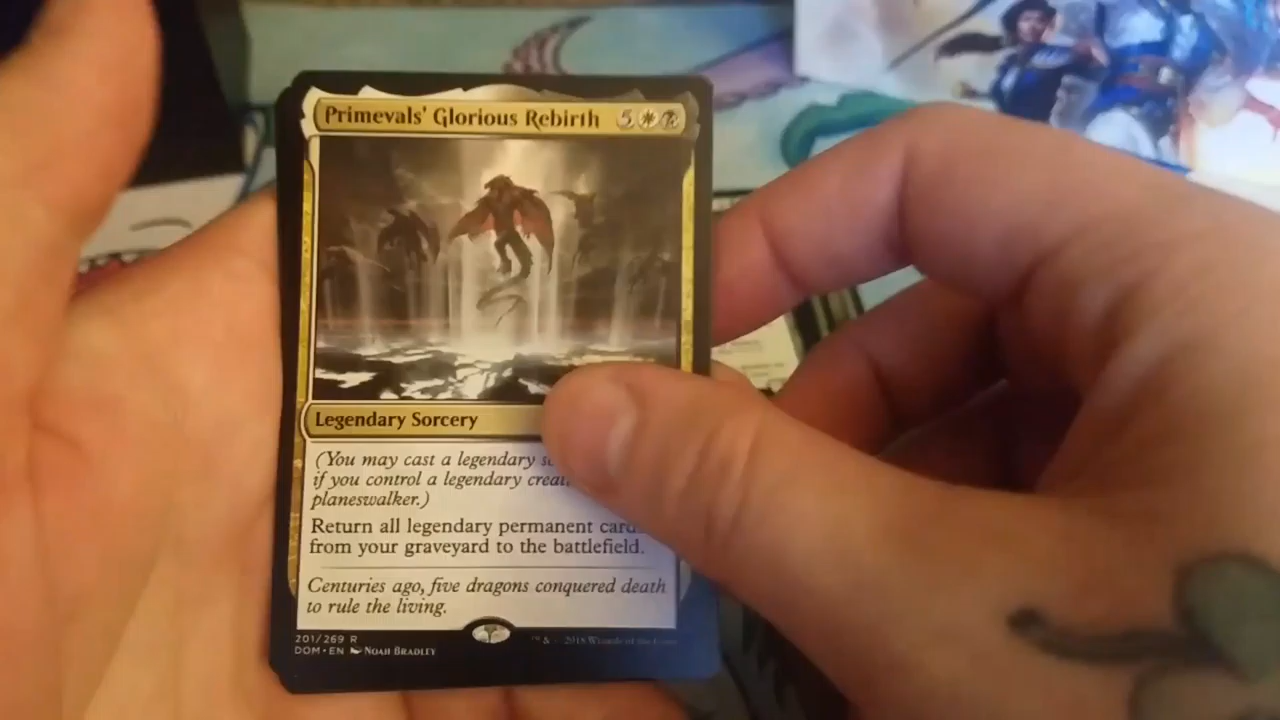 Primevals' Glorious Rebirth 5
Legendary Sorcery
(You may cast a legendary
if you control a legendary
planeswalker.)
Return all legendary permanent
from your graveyard to the battlefield.
Centuries ago, five dragons conquered death
to rule the living.
201/269 R
DOM • EN NOAH BRADLEY